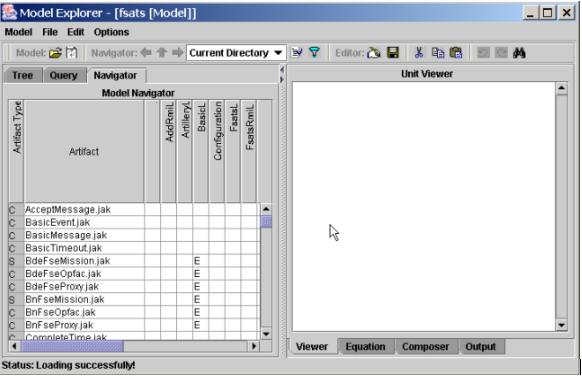 Model Explorer - [fsats [Model]]
Model File Edit Options
Model: Navigator: Current Directory Editor:
Tree Query Navigator
Unit Viewer
Model Navigator
Artifact Type
Artifact
AddRmiL
ArtilleryL
BasicL
Configuration
FsatsL
FsatsRmiL
C AcceptMessage.jak
C BasicEvent.jak
C BasicMessage.jak
C BasicTimeout.jak
S BdeFseMission.jak E
C BdeFseOpfac.jak E
C BdeFseProxy.jak E
S BnFseMission.jak E
C BnFseOpfac.jak E
C BnFseProxy.jak E
C CompleteTime.jak
Viewer Equation Composer Output
Status: Loading successfully!